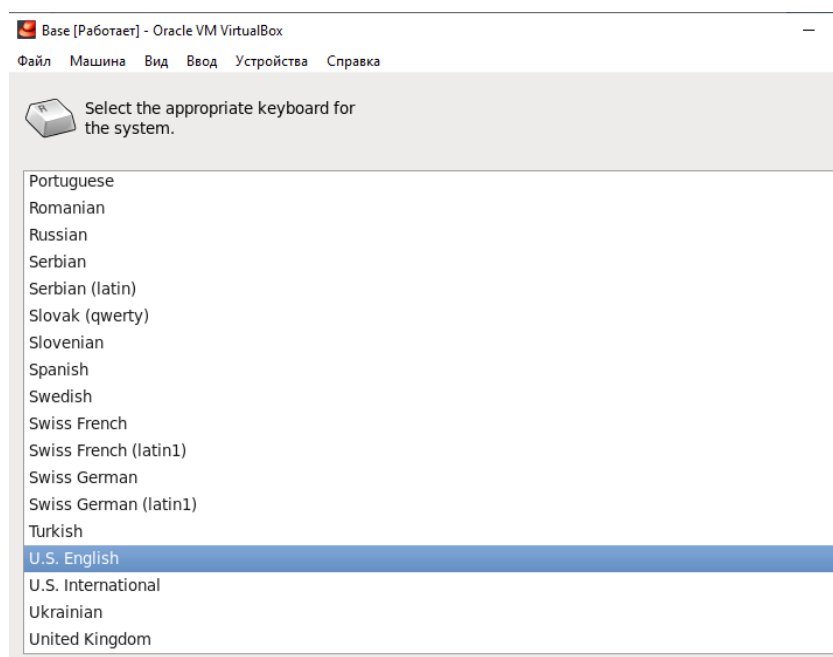 Base [Работает] - Oracle VM VirtualBox
Файл Машина Вид Ввод Устройства Справка
R
Select the appropriate keyboard for
the system.
Portuguese
Romanian
Russian
Serbian
Serbian (latin)
Slovak (qwerty)
Slovenian
Spanish
Swedish
Swiss French
Swiss French (latin1)
Swiss German
Swiss German (latin1)
Turkish
U.S. English
U.S. International
Ukrainian
United Kingdom